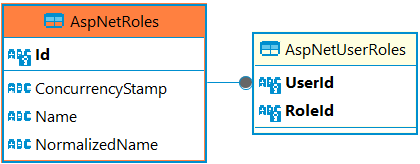 AspNetRoles
Id
ConcurrencyStamp
Name
NormalizedName
AspNetUserRoles
UserId
RoleId